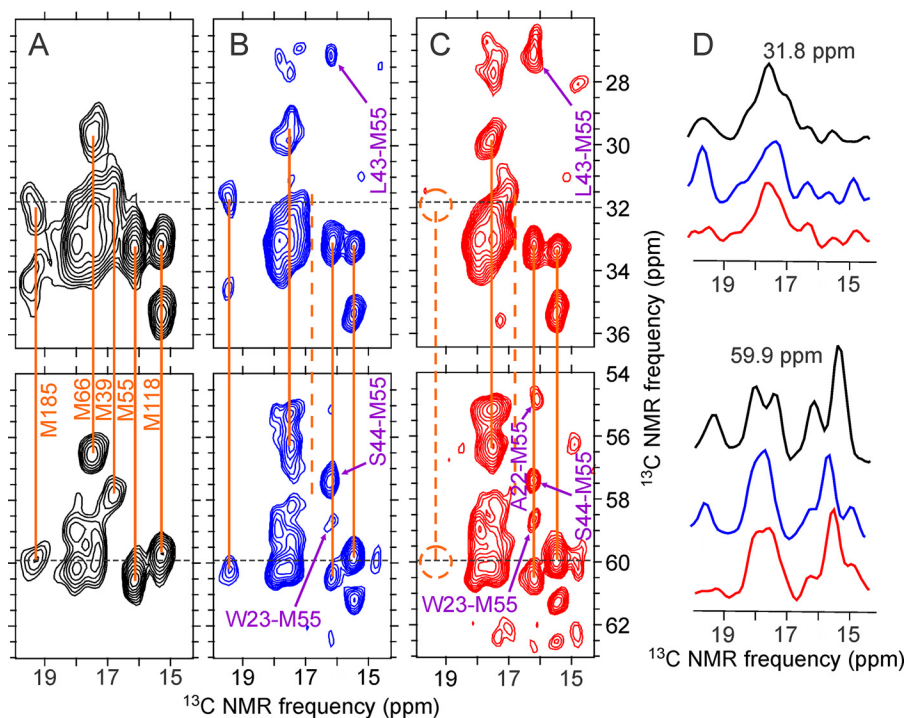 A
B
C
D
31.8 ppm
L43-M55
L43-M55
28
30
32
34
36
19
17
15
13C NMR frequency (ppm)
54
56
58
60
62
M185
M66
M39
M55
M118
S44-M55
W23-M55
A22-M55
S44-M55
W23-M55
59.9 ppm
19
17
15
19
17
15
19
17
15
19
17
15
¹³C NMR frequency (ppm)
¹³C NMR frequency (ppm)